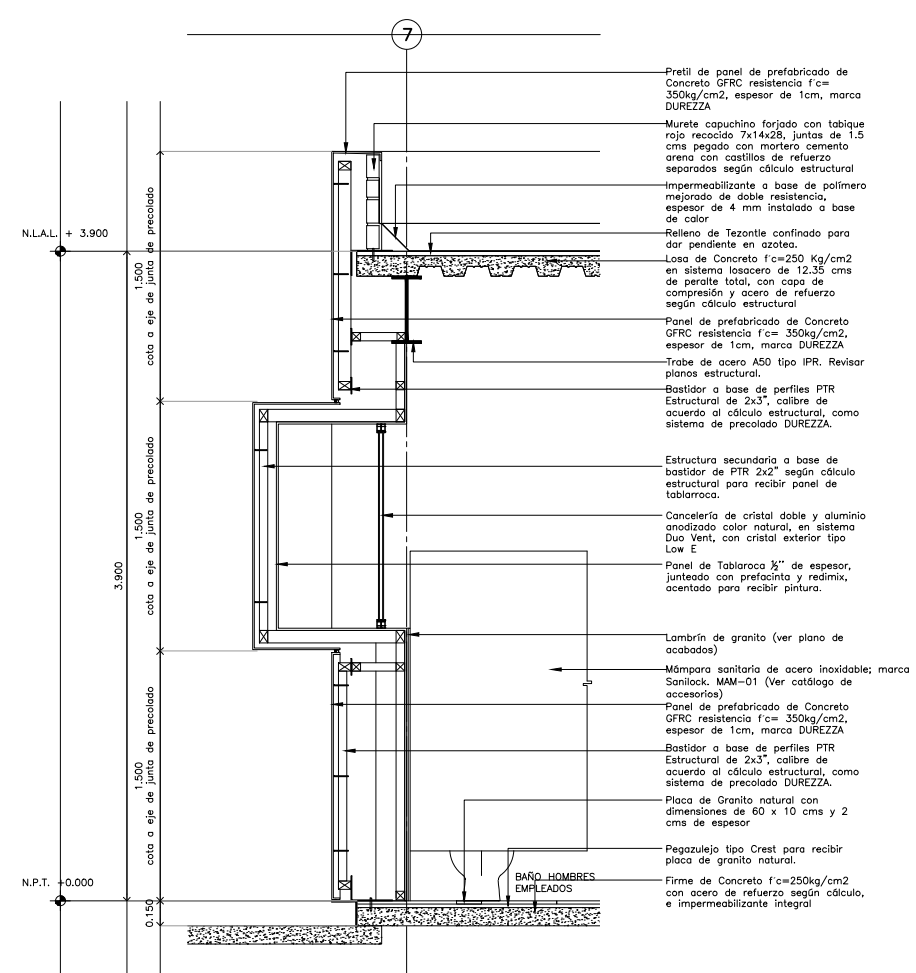 7
Pretil de panel de prefabricado de
Concreto GFRC resistencia f'c=
350kg/cm2, espesor de 1cm, marca
DUREZZA
Murete capuchino forjado con tabique
rojo recocido 7x14x28, juntas de 1.5
cms pegado con mortero cemento
arena con castillos de refuerzo
separados según cálculo estructural
Impermeabilizante a base de polímero
mejorado de doble resistencia,
espesor de 4 mm instalado a base
de calor
Relleno de Tezontle confinado para
dar pendiente en azotea.
Losa de Concreto f'c=250 Kg/cm2
en sistema losacero de 12.35 cms
de peralte total, con capa de
compresión y acero de refuerzo
según cálculo estructural
Panel de prefabricado de Concreto
GFRC resistencia f'c= 350kg/cm2,
espesor de 1cm, marca DUREZZA
Trabe de acero A50 tipo IPR. Revisar
planos estructural.
Bastidor a base de perfiles PTR
Estructural de 2x3", calibre de
acuerdo al cálculo estructural, como
sistema de precolado DUREZZA.
Estructura secundaria a base de
bastidor de PTR 2x2" según cálculo
estructural para recibir panel de
tablarroca.
Cancelería de cristal doble y aluminio
anodizado color natural, en sistema
Duo Vent, con cristal exterior tipo
Low E
Panel de Tablaroca ½'' de espesor,
junteado con prefacinta y redimix,
acentado para recibir pintura.
Lambrín de granito (ver plano de
acabados)
Mámpara sanitaria de acero inoxidable; marca
Sanilock. MAM-01 (Ver catálogo de
accesorios)
Panel de prefabricado de Concreto
GFRC resistencia f'c= 350kg/cm2,
espesor de 1cm, marca DUREZZA
Bastidor a base de perfiles PTR
Estructural de 2x3", calibre de
acuerdo al cálculo estructural, como
sistema de precolado DUREZZA.
Placa de Granito natural con
dimensiones de 60 x 10 cms y 2
cms de espesor
Pegazulejo tipo Crest para recibir
placa de granito natural.
Firme de Concreto f'c=250kg/cm2
con acero de refuerzo según cálculo,
e impermeabilizante integral
N.L.A.L. + 3.900
1.500
cota a eje de junta de precolado
1.500
cota a eje de junta de precolado
3.900
1.500
cota a eje de junta de precolado
N.P.T. +0.000
0.150
BAÑO HOMBRES
EMPLEADOS